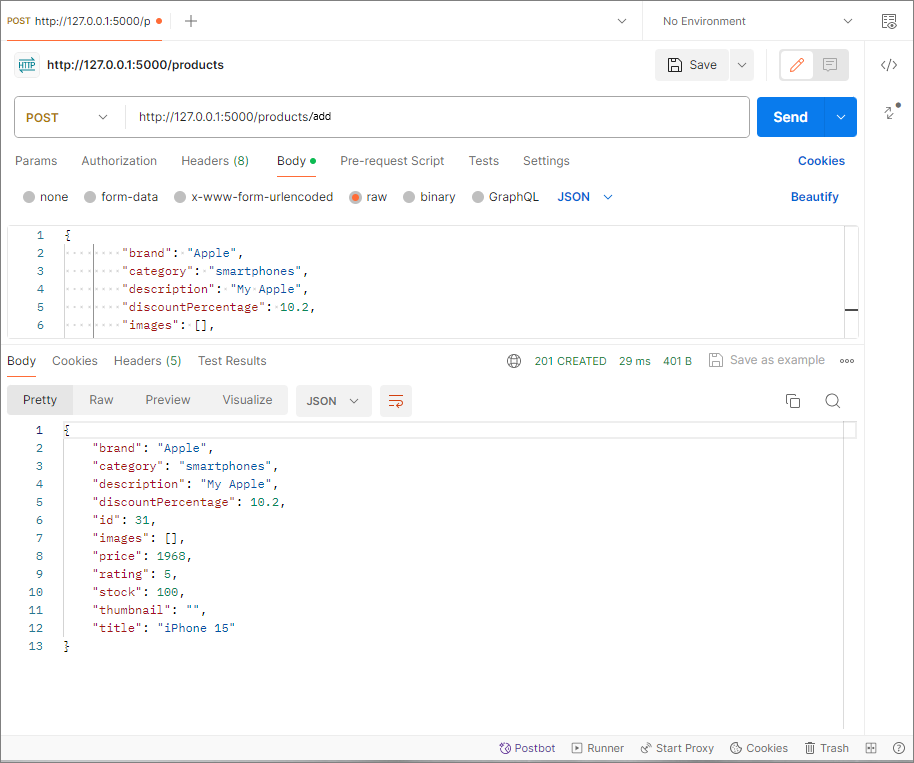 POST http://127.0.0.1:5000/p
No Environment
HTTP http://127.0.0.1:5000/products
Save
POST http://127.0.0.1:5000/products/add
Send
Params Authorization Headers (8) Body Pre-request Script Tests Settings Cookies
none form-data x-www-form-urlencoded raw binary GraphQL JSON Beautify
1 {
2 "brand": "Apple",
3 "category": "smartphones",
4 "description": "My Apple",
5 "discountPercentage": 10.2,
6 "images": [],
Body Cookies Headers (5) Test Results 201 CREATED 29 ms 401 B Save as example
Pretty Raw Preview Visualize JSON
1 {
2 "brand": "Apple",
3 "category": "smartphones",
4 "description": "My Apple",
5 "discountPercentage": 10.2,
6 "id": 31,
7 "images": [],
8 "price": 1968,
9 "rating": 5,
10 "stock": 100,
11 "thumbnail": "",
12 "title": "iPhone 15"
13 }
Postbot Runner Start Proxy Cookies Trash